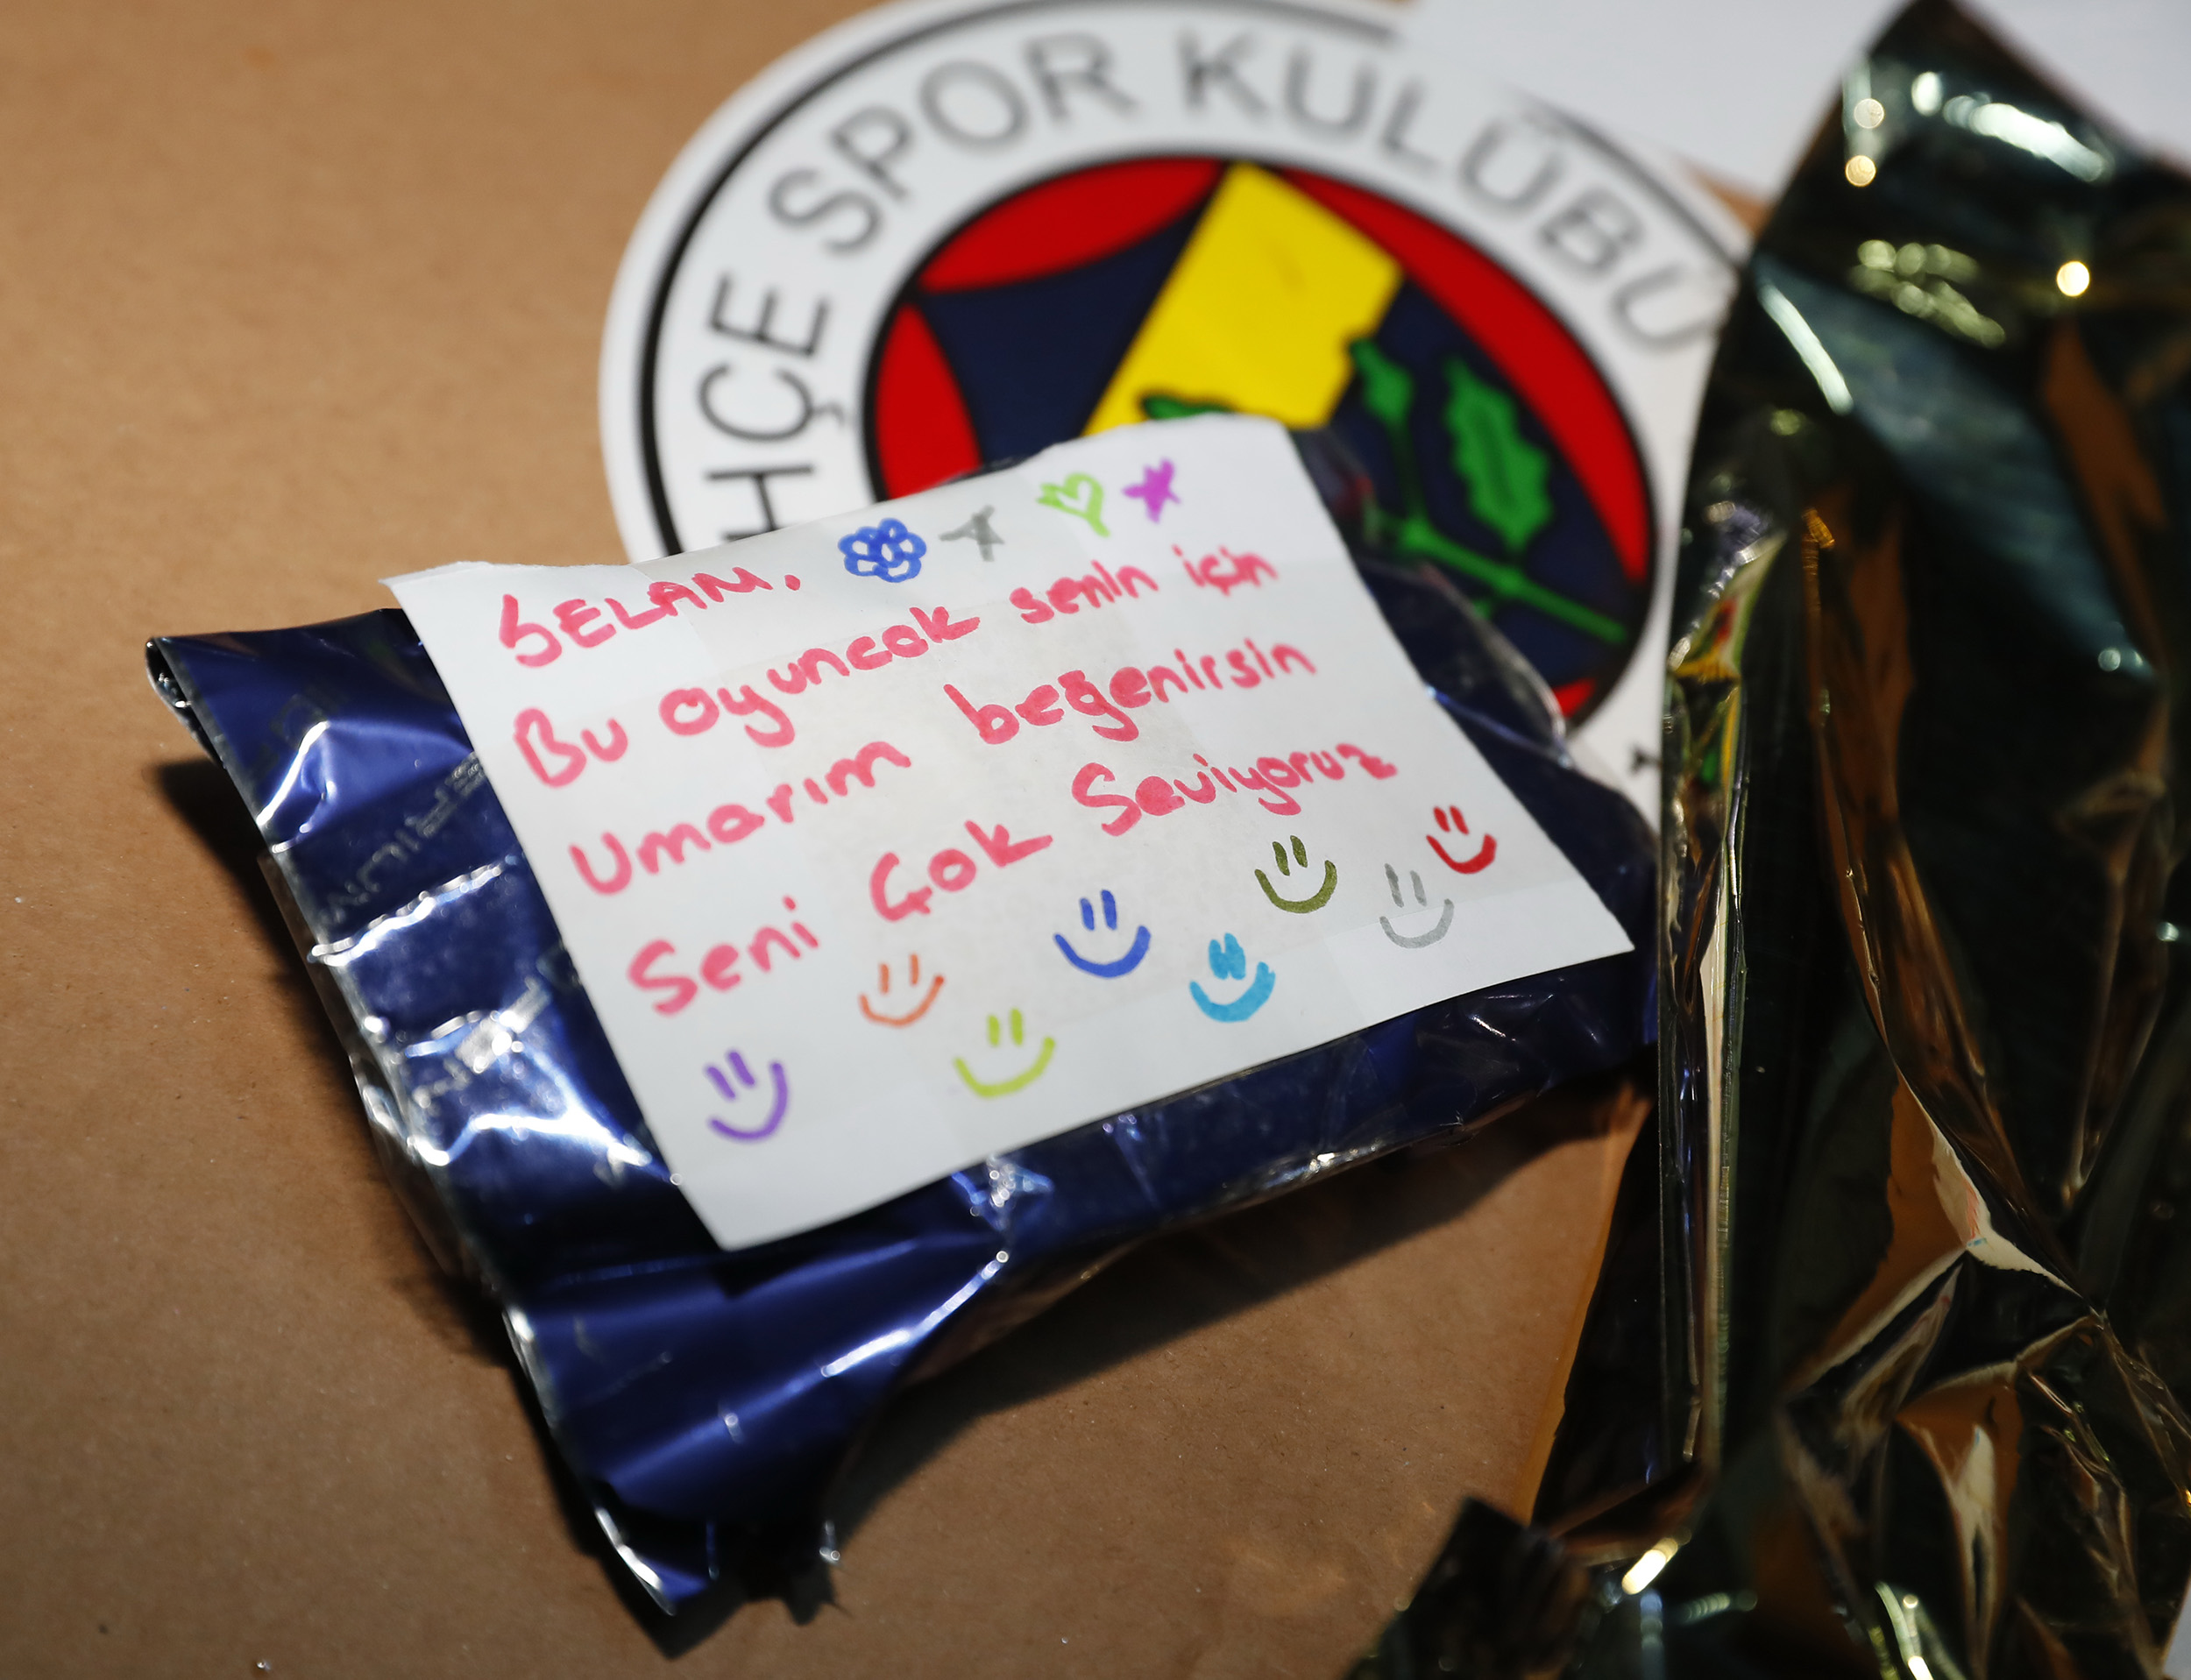 HÇE SPOR KULÜBÜ
SELAM.
Bu oyuncak senin için
Umarım beğenirsin
Seni Çok Seviyoruz